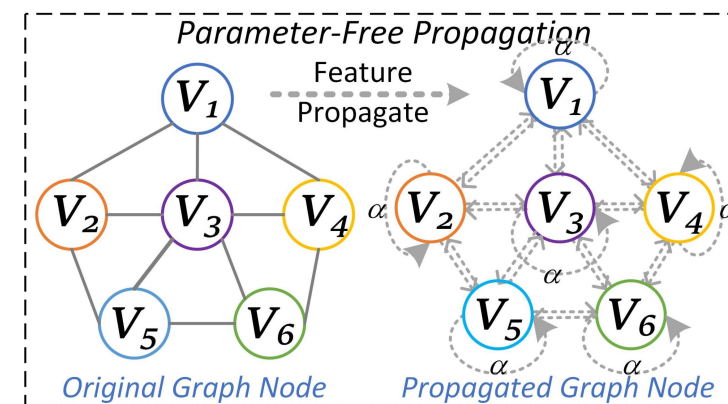 Parameter-Free Propagation
Feature
Propagate
α
V1
V1
V2
V3
V4
α
V2
V3
V4
α
α
V5
V6
V5
V6
α
α
Original Graph Node
Propagated Graph Node